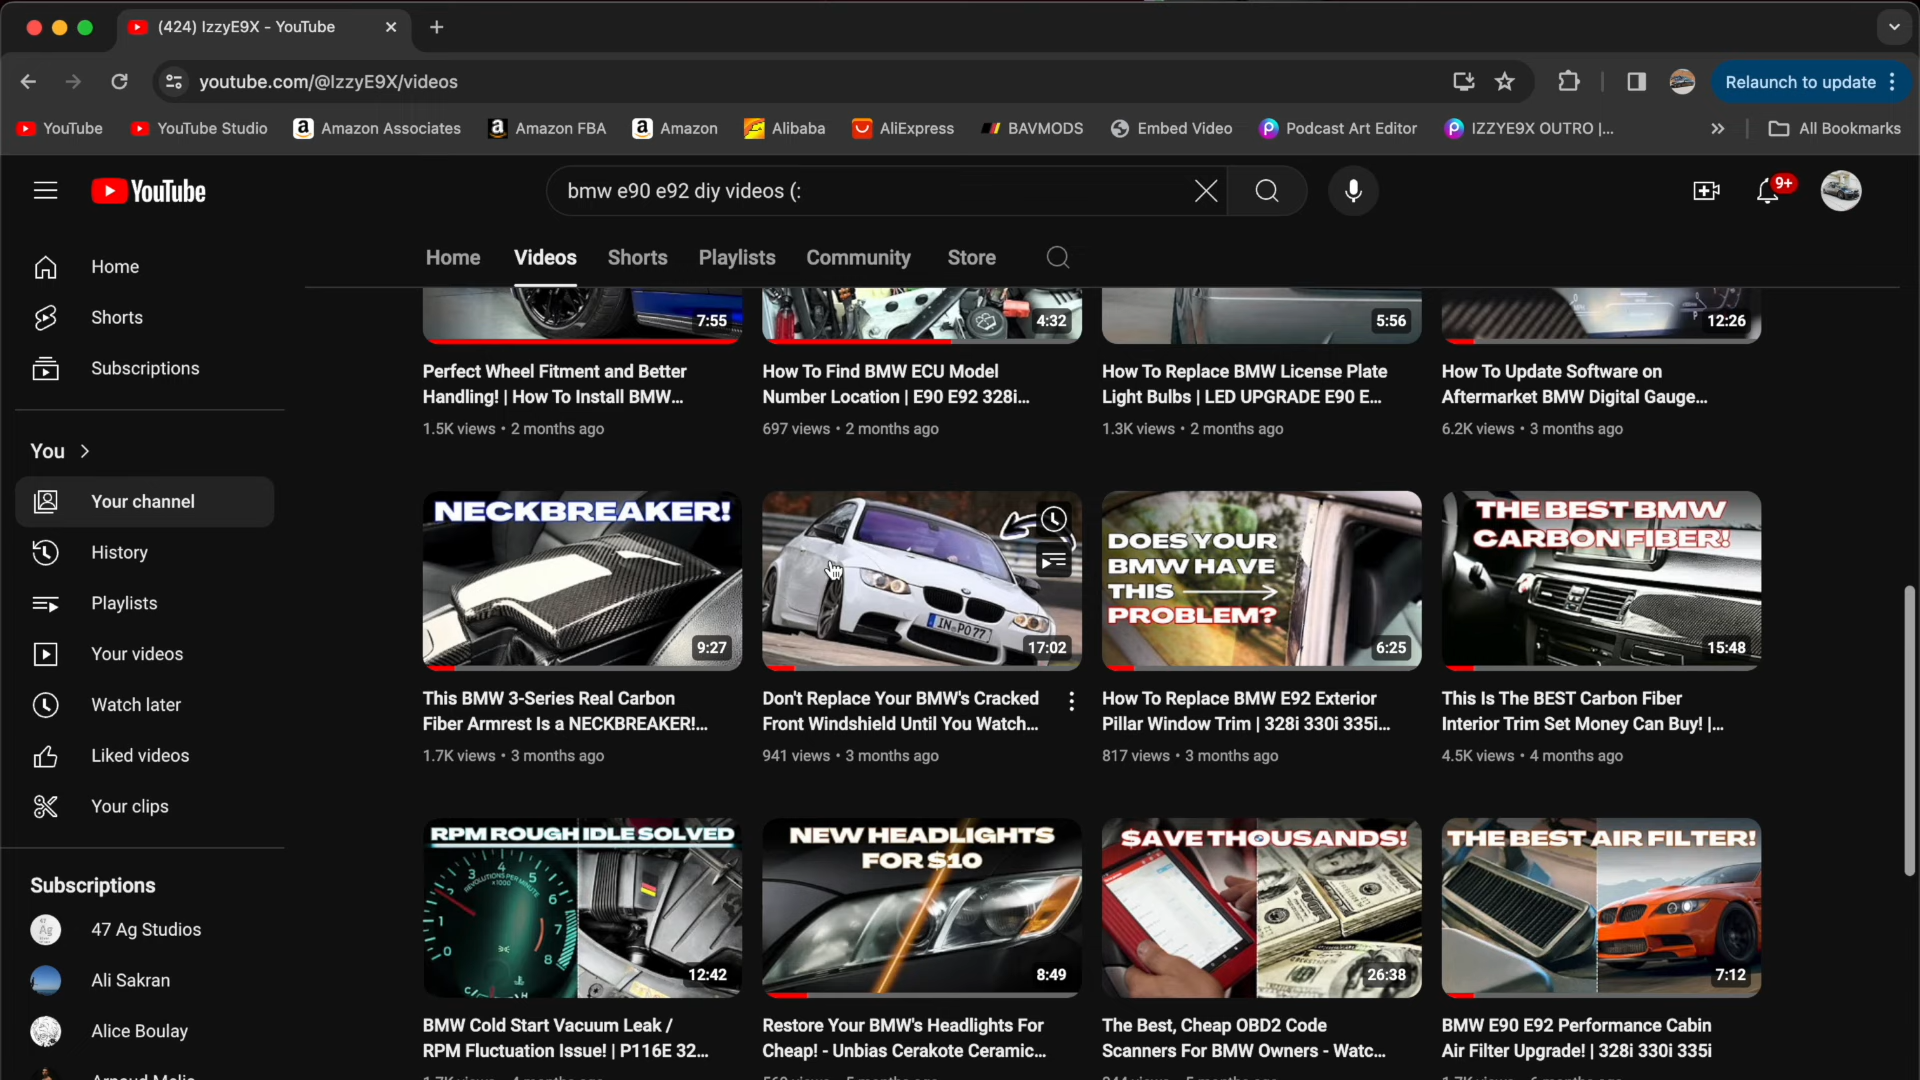 (424) IzzyE9X - YouTube
youtube.com/@IzzyE9X/videos
Relaunch to update
YouTube
YouTube Studio
Amazon Associates
Amazon FBA
Amazon
Alibaba
AliExpress
BAVMODS
Embed Video
Podcast Art Editor
IZZYE9X OUTRO |...
All Bookmarks
YouTube
bmw e90 e92 diy videos (:
9+
Home
Videos
Shorts
Playlists
Community
Store
Home
Shorts
Subscriptions
You
Your channel
History
Playlists
Your videos
Watch later
Liked videos
Your clips
Subscriptions
47 Ag Studios
Ali Sakran
Alice Boulay
7:55
4:32
5:56
12:26
Perfect Wheel Fitment and Better
Handling! | How To Install BMW...
1.5K views • 2 months ago
How To Find BMW ECU Model
Number Location | E90 E92 328i...
697 views • 2 months ago
How To Replace BMW License Plate
Light Bulbs | LED UPGRADE E90 E...
1.3K views • 2 months ago
How To Update Software on
Aftermarket BMW Digital Gauge...
6.2K views • 3 months ago
NECKBREAKER!
9:27
IN-PO77
17:02
DOES YOUR
BMW HAVE
THIS
PROBLEM?
6:25
THE BEST BMW
CARBON FIBER!
15:48
This BMW 3-Series Real Carbon
Fiber Armrest Is a NECKBREAKER!...
1.7K views • 3 months ago
Don't Replace Your BMW's Cracked
Front Windshield Until You Watch...
941 views • 3 months ago
How To Replace BMW E92 Exterior
Pillar Window Trim | 328i 330i 335i...
817 views • 3 months ago
This Is The BEST Carbon Fiber
Interior Trim Set Money Can Buy! |...
4.5K views • 4 months ago
RPM ROUGH IDLE SOLVED
12:42
NEW HEADLIGHTS
FOR $10
8:49
$AVE THOUSANDS!
26:38
THE BEST AIR FILTER!
7:12
BMW Cold Start Vacuum Leak /
RPM Fluctuation Issue! | P116E 32...
Restore Your BMW's Headlights For
Cheap! - Unbias Cerakote Ceramic...
The Best, Cheap OBD2 Code
Scanners For BMW Owners - Watc...
BMW E90 E92 Performance Cabin
Air Filter Upgrade! | 328i 330i 335i